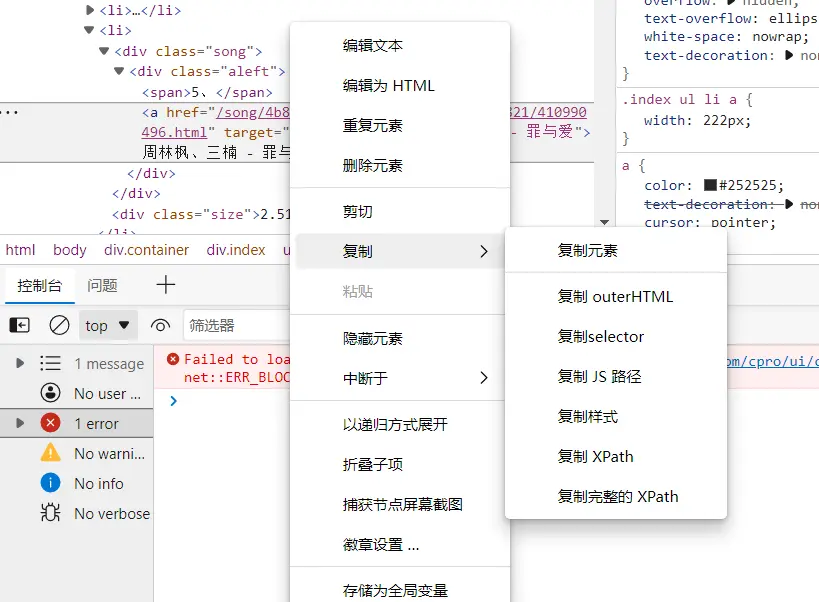 <li>…</li>
<li>
<div class="song">
<div class="aleft">
<span>5、</span>
<a href="/song/4b8
321/410990
496.html" target="
- 罪与爱">
周林枫、三楠 - 罪与
</div>
</div>
<div class="size">2.51
</li>
html body div.container div.index u
控制台 问题
top 筛选器
1 message
No user ...
1 error
No warni...
No info
No verbose
Failed to loa
net::ERR_BLOC
om/cpro/ui/c
编辑文本
编辑为 HTML
重复元素
删除元素
剪切
复制
粘贴
隐藏元素
中断于
以递归方式展开
折叠子项
捕获节点屏幕截图
徽章设置 ...
存储为全局变量
复制元素
复制 outerHTML
复制selector
复制 JS 路径
复制样式
复制 XPath
复制完整的 XPath
overflow: hidden;
text-overflow: ellips
white-space: nowrap;
text-decoration: non
}
.index ul li a {
width: 222px;
}
a {
color: #252525;
text-decoration: non
cursor: pointer;